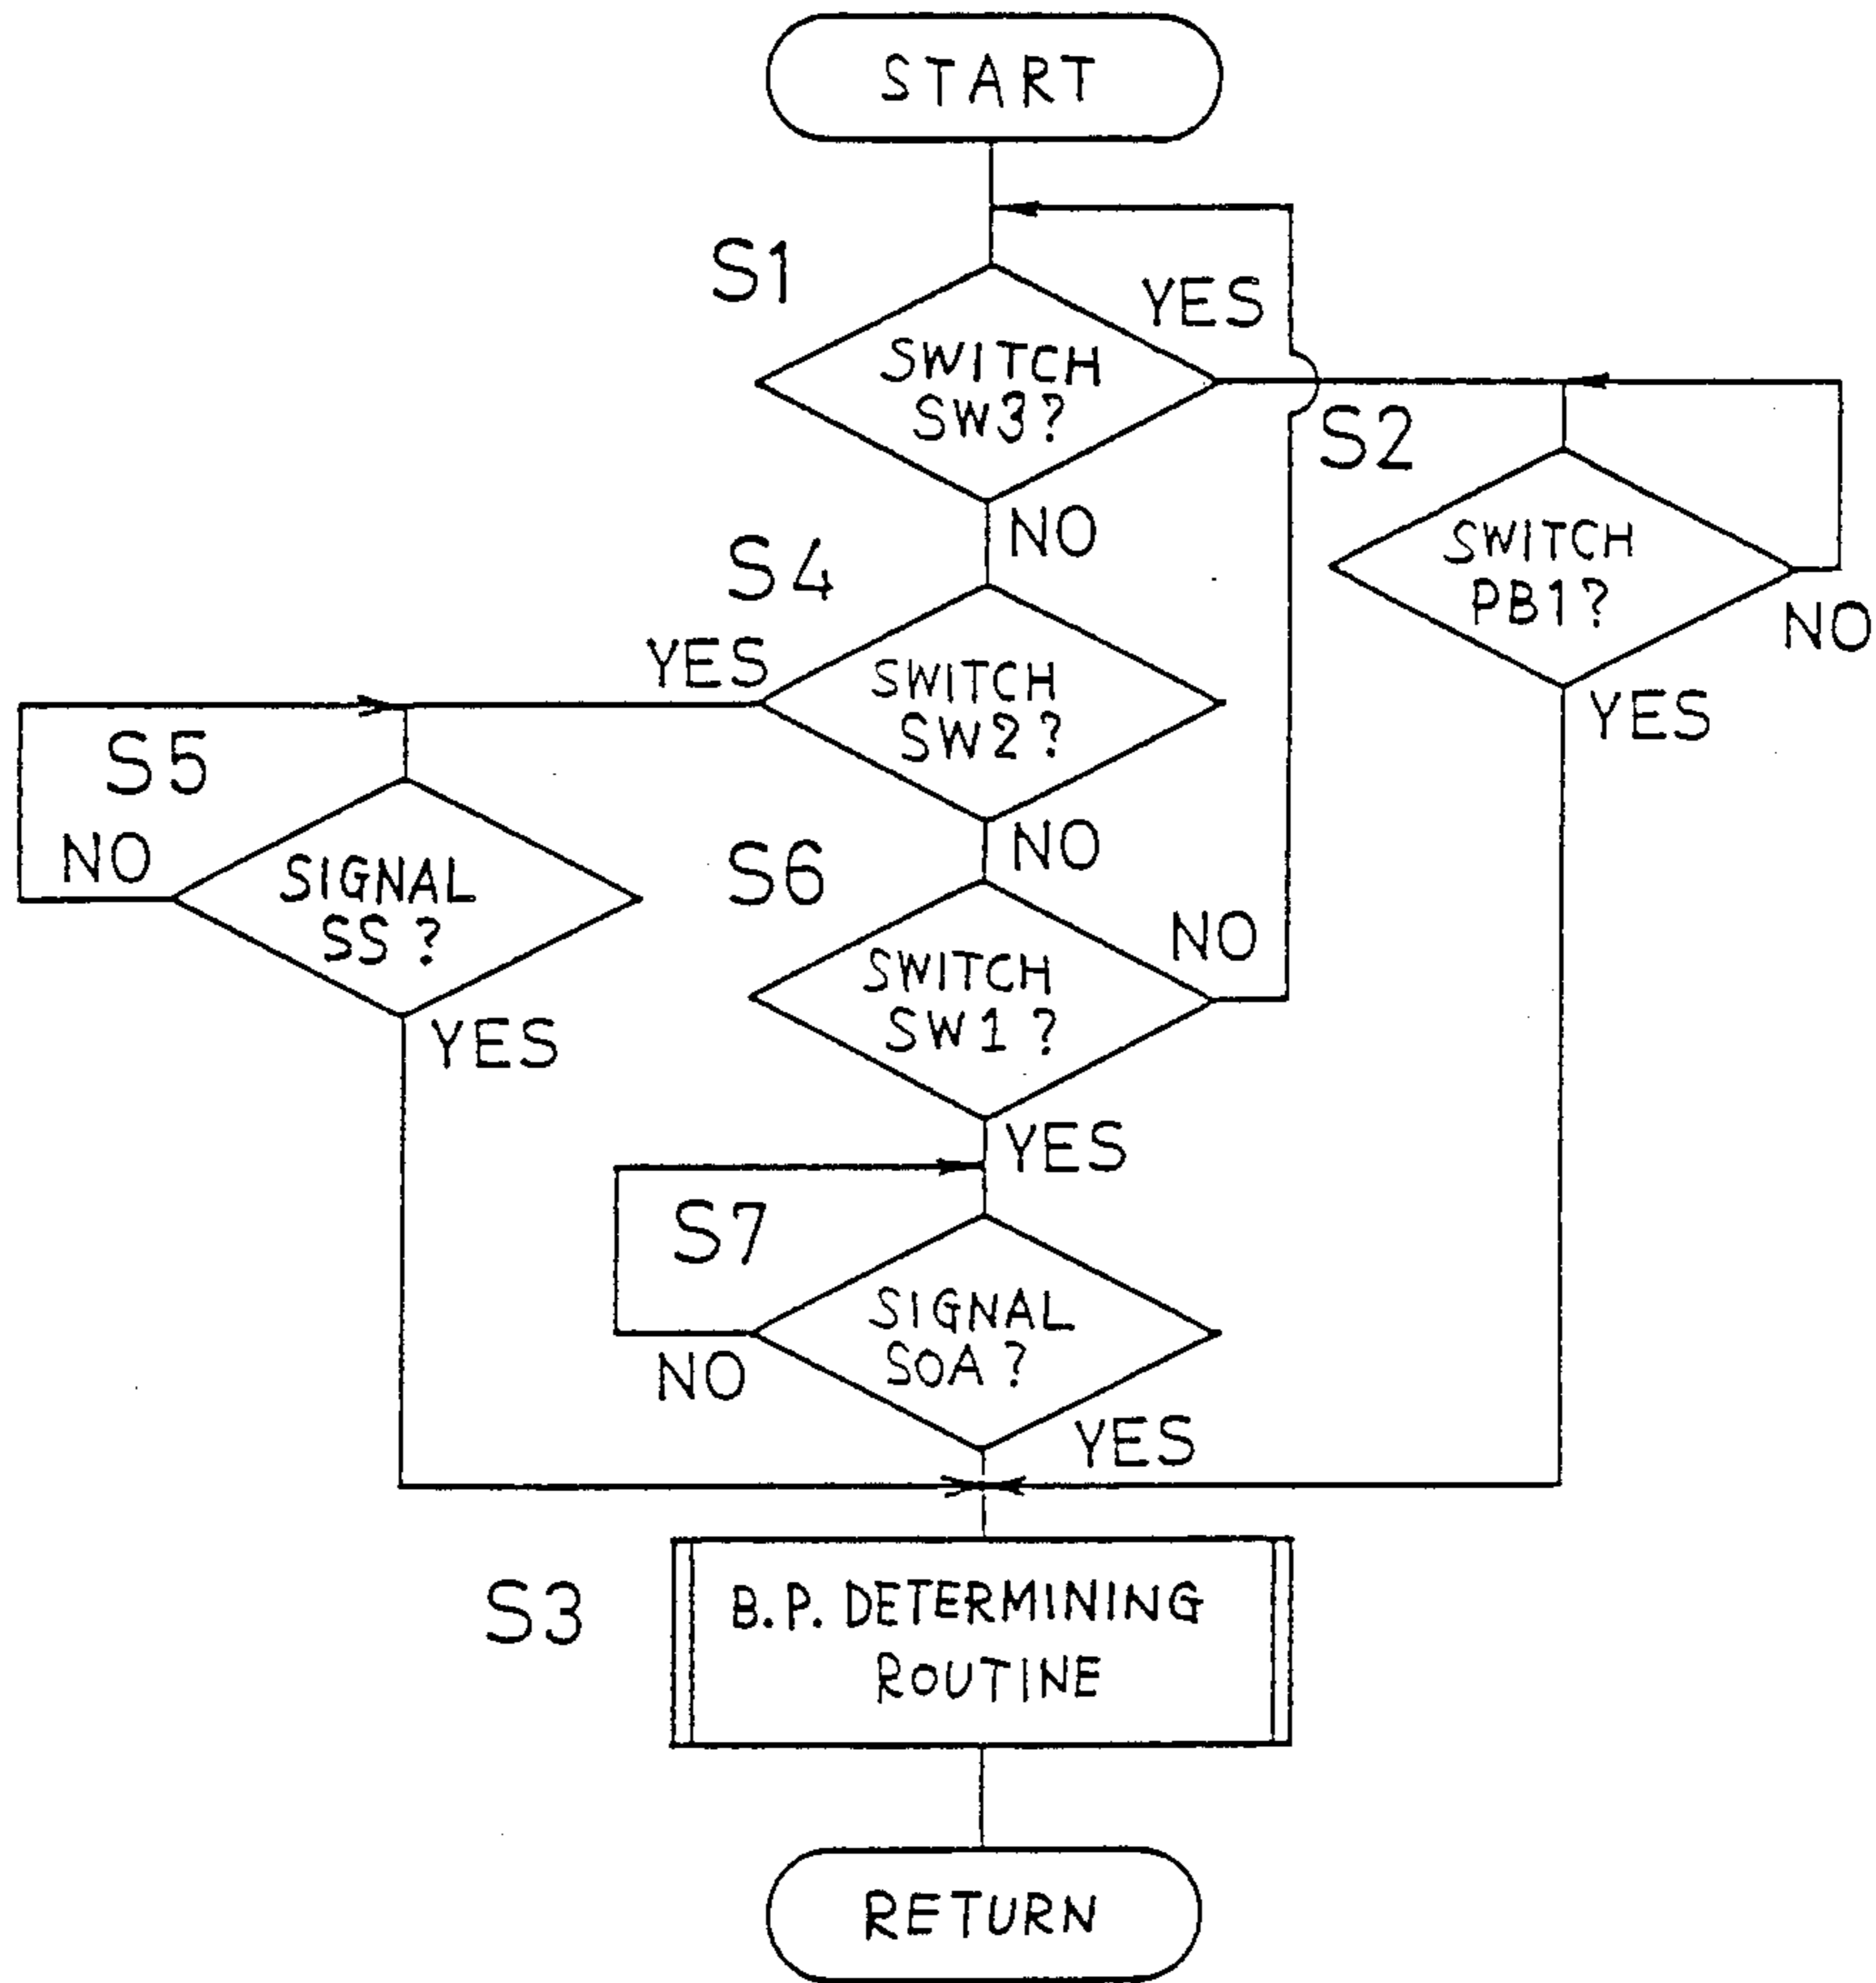 START
S1
YES
SWITCH
SW3?
S2
NO
SWITCH
PB1?
NO
YES
S4
YES
SWITCH
SW2?
S5
NO
NO
SIGNAL
SS?
YES
S6
NO
SWITCH
SW1?
YES
S7
SIGNAL
SOA?
NO
YES
S3
B.P. DETERMINING
ROUTINE
RETURN